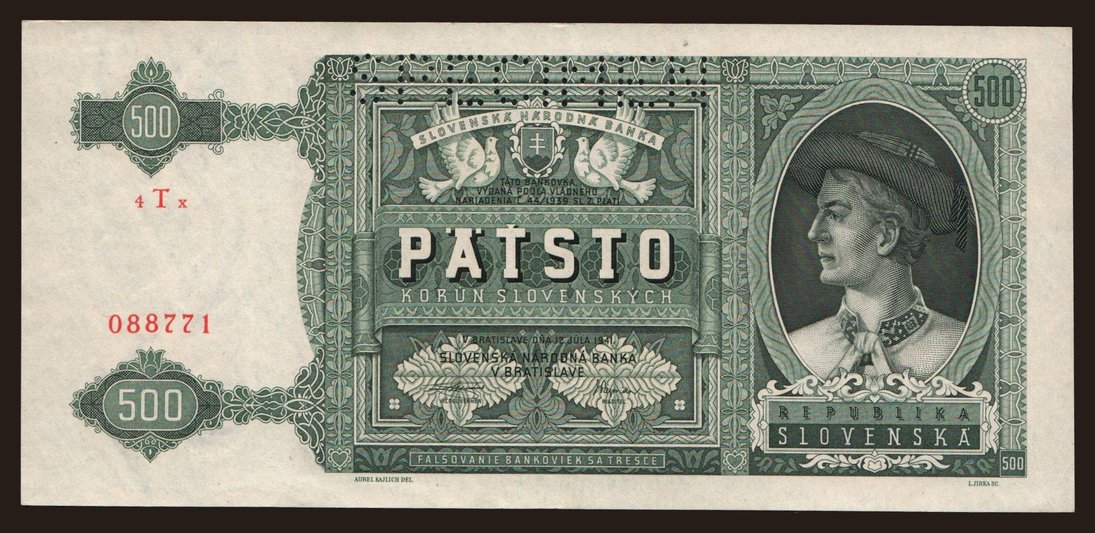 500
500
SLOVENSKÁ NÁRODNÁ BANKA
TÁTO BANKOVKA,
VYDANÁ PODĽA VLÁDNEHO
NARIADENIA Č. 44/1939 SL. Z. PLATÍ
4 T x
PÄŤSTO
KORÚN SLOVENSKÝCH
088771
V BRATISLAVE DŇA 12. JÚLA 1941
SLOVENSKÁ NÁRODNÁ BANKA
V BRATISLAVE
500
REPUBLIKA
SLOVENSKÁ
FALŠOVANIE BANKOVIEK SA TRESCE
500
AUREL KAJLICH DEL.
L. JIRKA SC.